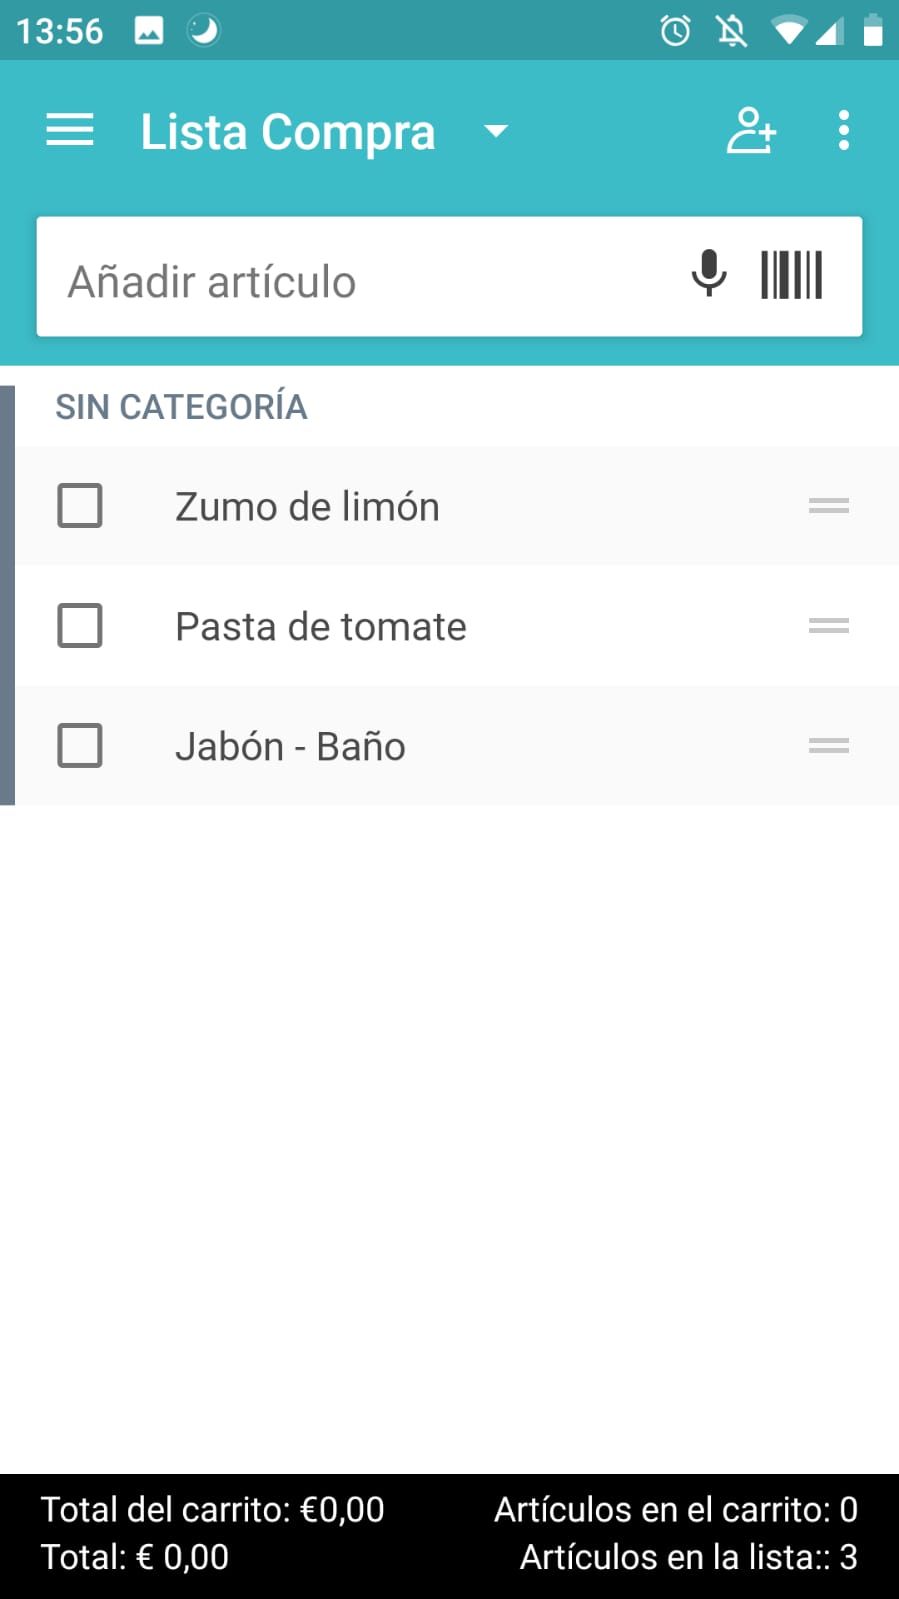 13:56
Lista Compra
Añadir artículo
SIN CATEGORÍA
Zumo de limón
Pasta de tomate
Jabón - Baño
Total del carrito: €0,00
Artículos en el carrito: 0
Total: € 0,00
Artículos en la lista:: 3